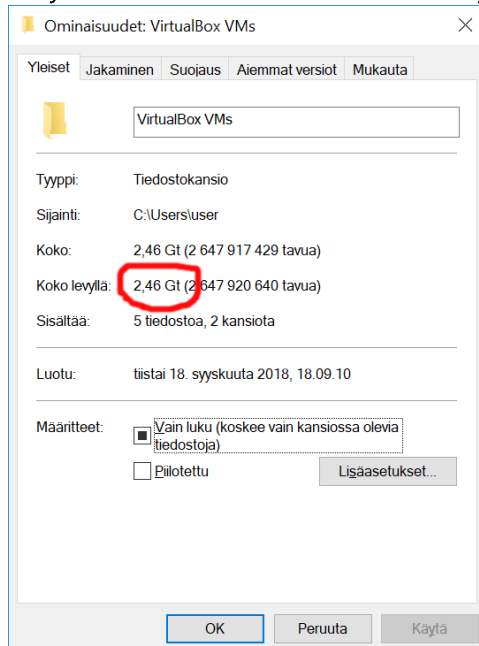 Ominaisuudet: VirtualBox VMs
Yleiset Jakaminen Suojaus Aiemmat versiot Mukauta
VirtualBox VMs
Tyyppi: Tiedostokansio
Sijainti: C:\Users\user
Koko: 2,46 Gt (2 647 917 429 tavua)
Koko levyllä: 2,46 Gt (2 647 920 640 tavua)
Sisältää: 5 tiedostoa, 2 kansiota
Luotu: tiistai 18. syyskuuta 2018, 18.09.10
Määritteet: Vain luku (koskee vain kansiossa olevia
tiedostoja)
Piilotettu Lisäasetukset...
OK Peruuta Käytä